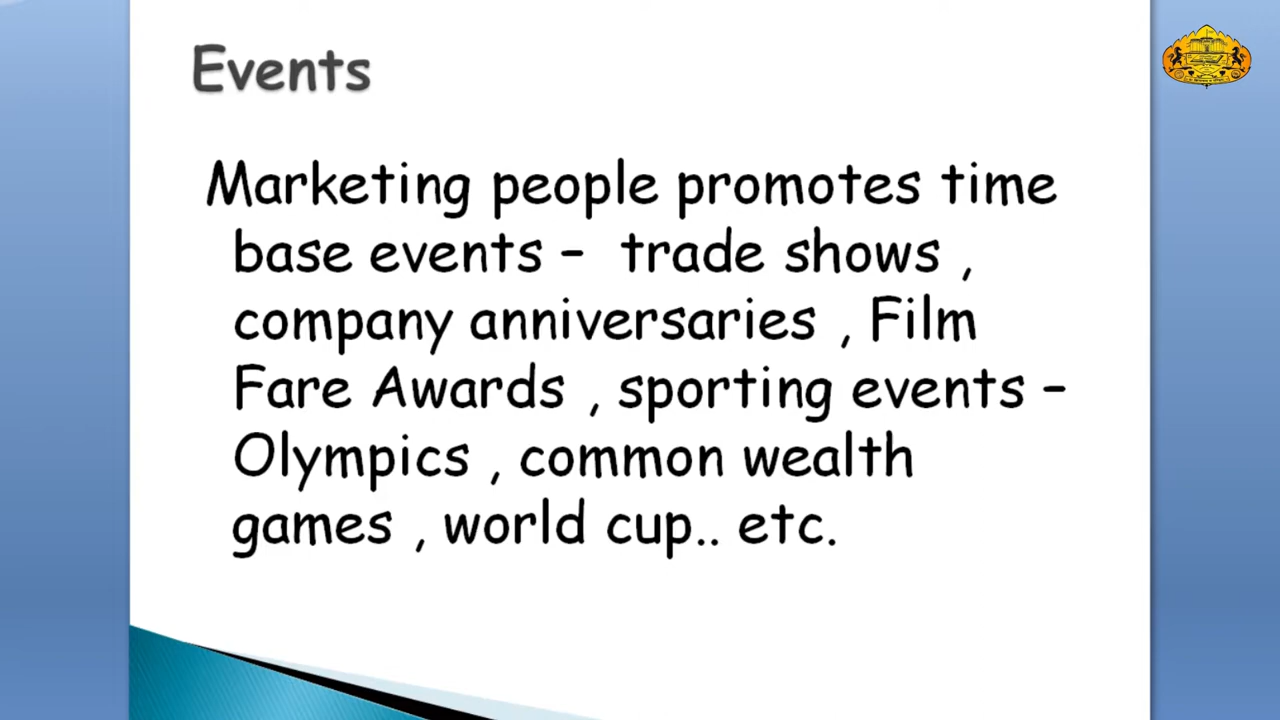 Events
Marketing people promotes time
base events – trade shows ,
company anniversaries , Film
Fare Awards , sporting events –
Olympics , common wealth
games , world cup.. etc.